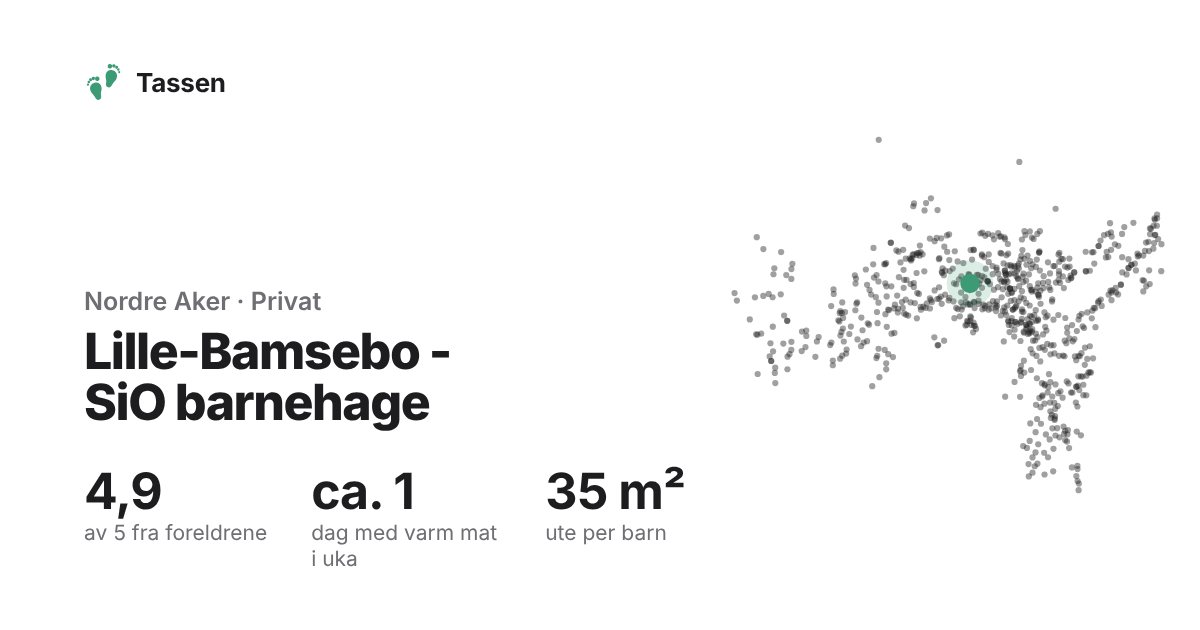 Tassen
Nordre Aker · Privat
Lille-Bamsebo -
SiO barnehage
4,9
av 5 fra foreldrene
ca. 1
dag med varm mat
i uka
35 m²
ute per barn